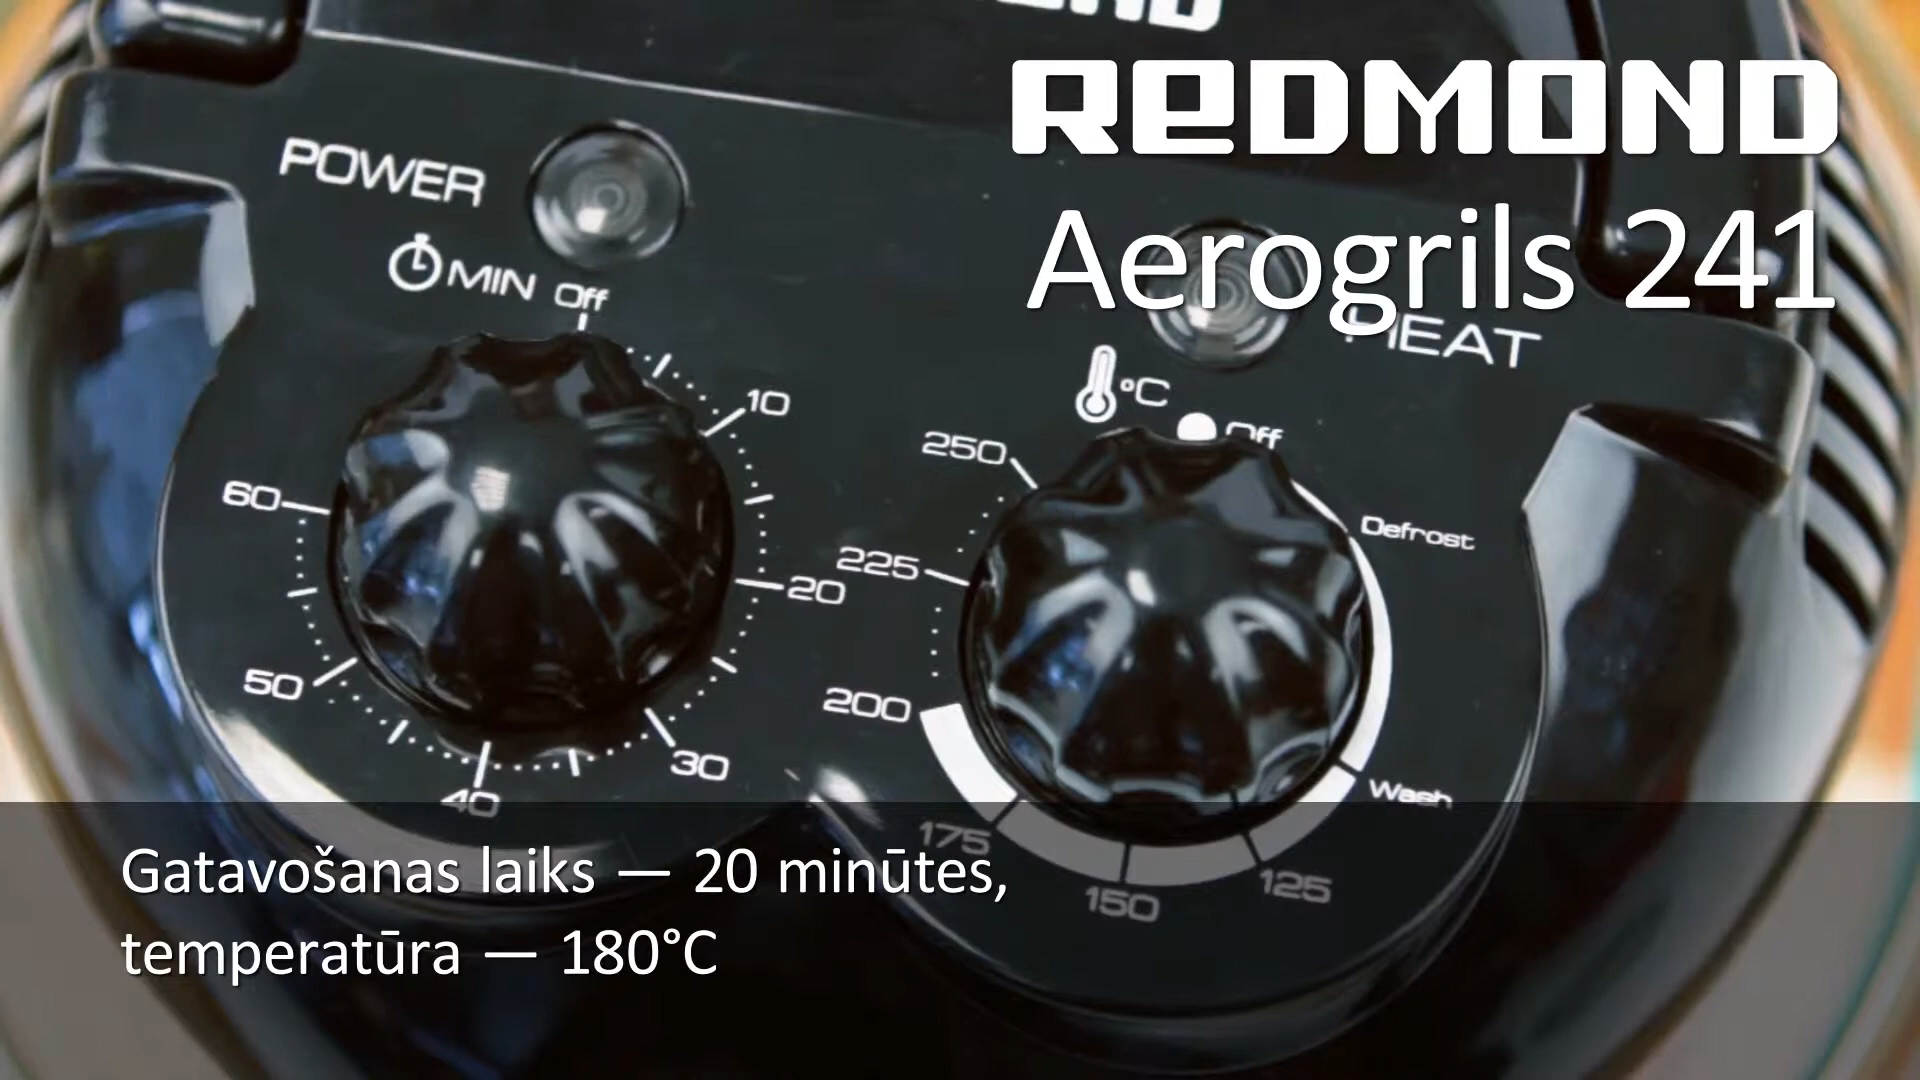 REDMOND
Aerogrils 241
POWER
MIN Off
10
20
30
40
50
60
HEAT
°C
Off
Defrost
Wash
125
150
175
200
225
250
Gatavošanas laiks — 20 minūtes,
temperatūra — 180°C